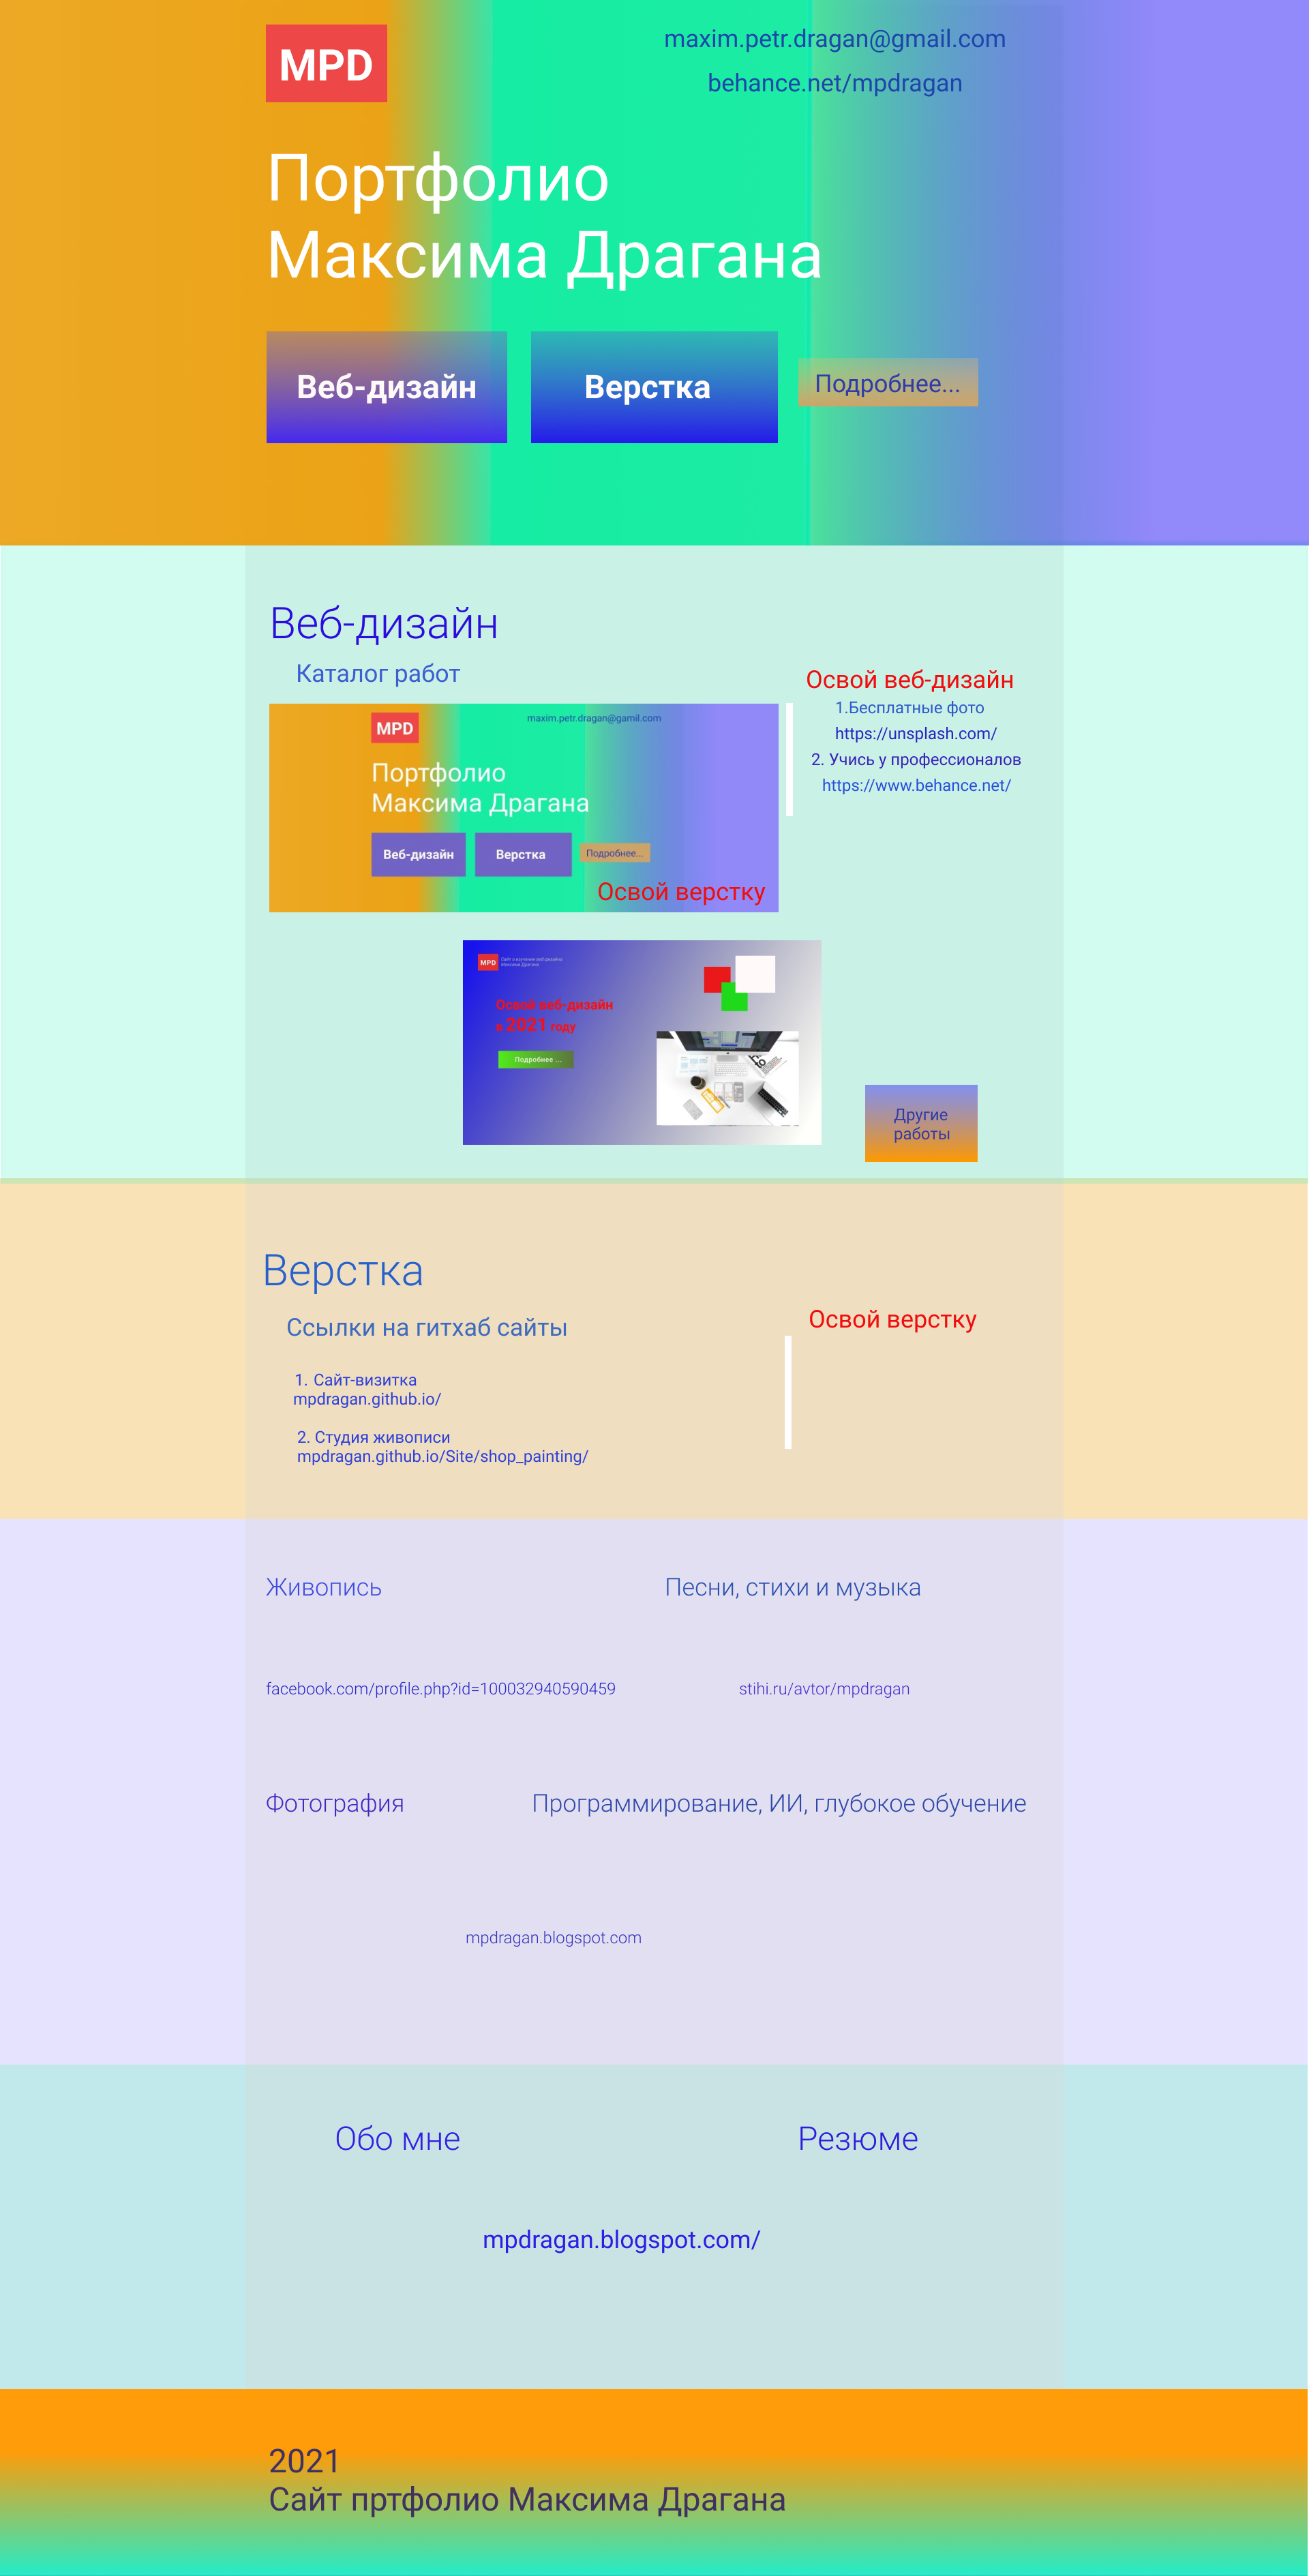 MPD
maxim.petr.dragan@gmail.com
behance.net/mpdragan
Портфолио
Максима Драгана
Веб-дизайн
Верстка
Подробнее...
Веб-дизайн
Каталог работ
Освой веб-дизайн
1.Бесплатные фото
https://unsplash.com/
2. Учись у профессионалов
https://www.behance.net/
MPD
maxim.petr.dragan@gamil.com
Портфолио
Максима Драгана
Веб-дизайн
Верстка
Подробнее...
Освой верстку
MPD
Максима Драгана
Освой веб-дизайн
в 2021 году
Подробнее ...
Другие
работы
Верстка
Ссылки на гитхаб сайты
Освой верстку
1. Сайт-визитка
mpdragan.github.io/
2. Студия живописи
mpdragan.github.io/Site/shop_painting/
Живопись
Песни, стихи и музыка
facebook.com/profile.php?id=100032940590459
stihi.ru/avtor/mpdragan
Фотография
Программирование, ИИ, глубокое обучение
mpdragan.blogspot.com
Обо мне
Резюме
mpdragan.blogspot.com/
2021
Сайт пртфолио Максима Драгана